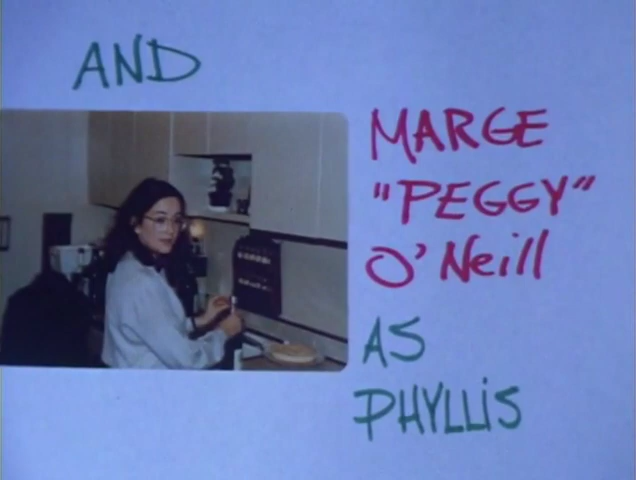 AND
MARGE
"PEGGY"
O'Neill
AS
PHYLLiS